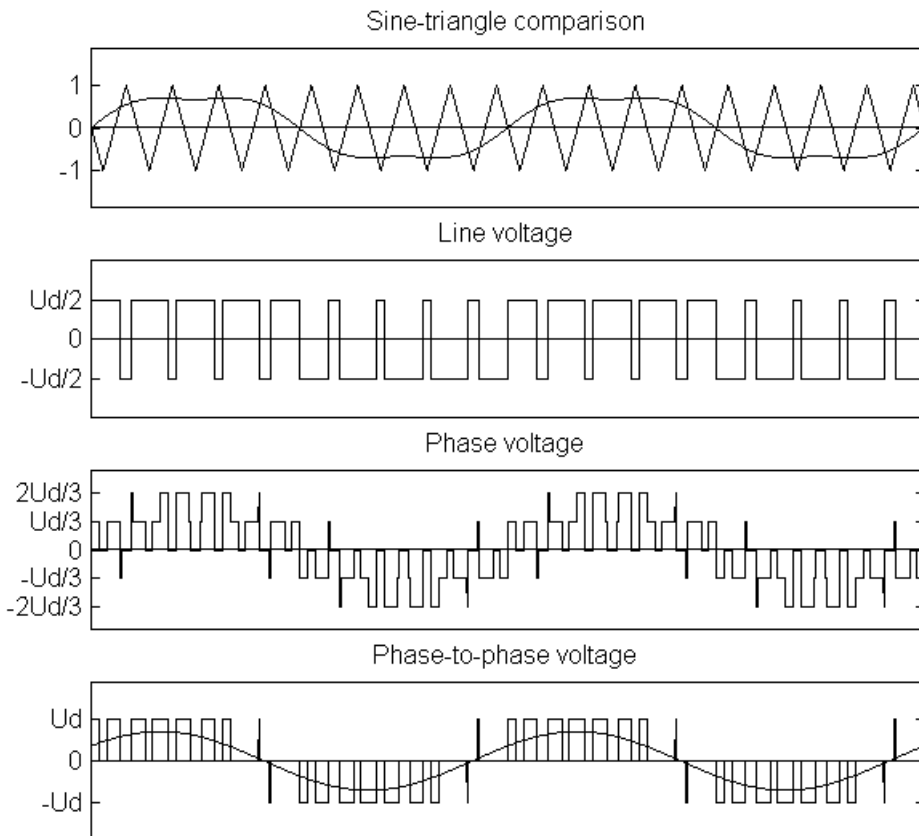 Sine-triangle comparison
1
0
-1
Line voltage
Ud/2
0
-Ud/2
Phase voltage
2Ud/3
Ud/3
0
-Ud/3
-2Ud/3
Phase-to-phase voltage
Ud
0
-Ud